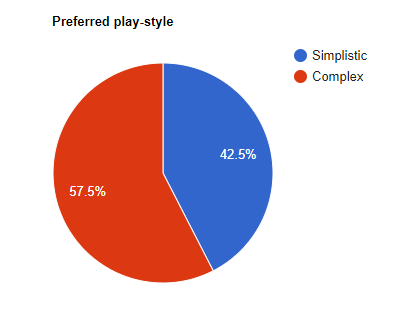 Preferred play-style
Simplistic
Complex
42.5%
57.5%